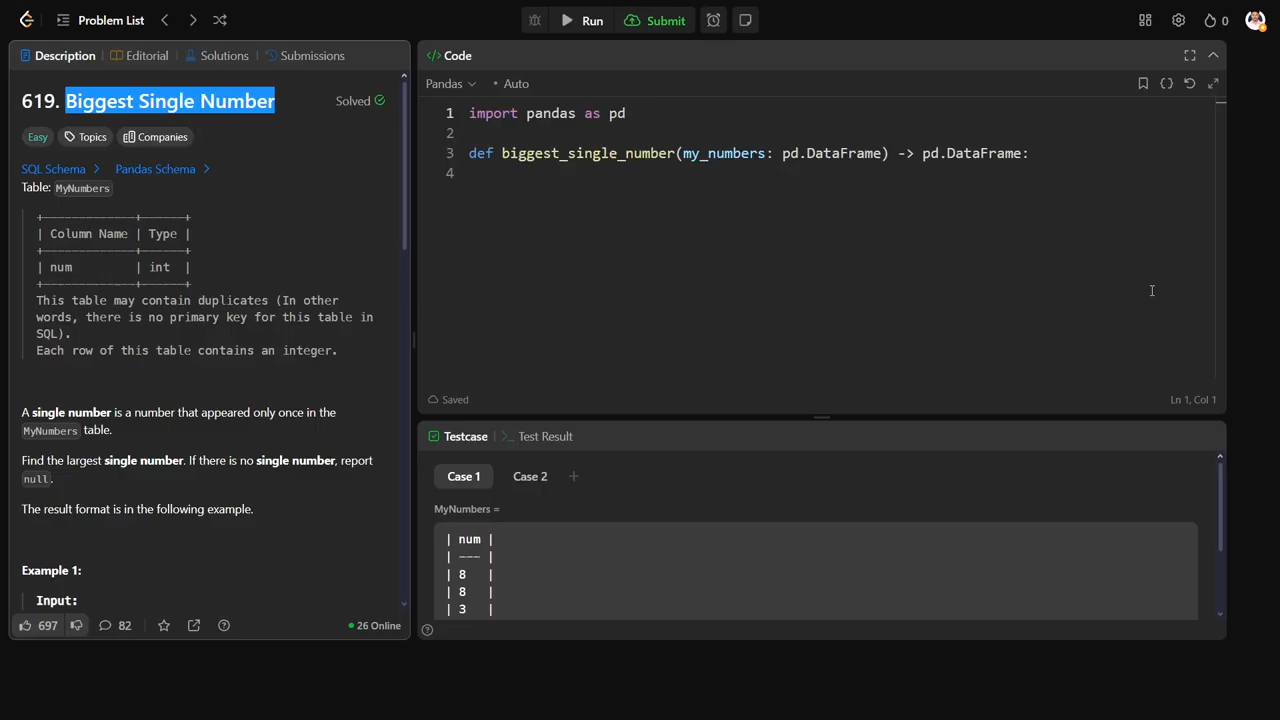 Problem List
Run
Submit
0
Description
Editorial
Solutions
Submissions
</> Code
Pandas
• Auto
619. Biggest Single Number
Solved
Easy
Topics
Companies
SQL Schema >
Pandas Schema >
Table: MyNumbers
+-------------+------+
| Column Name | Type |
+-------------+------+
| num         | int  |
+-------------+------+
This table may contain duplicates (In other
words, there is no primary key for this table in
SQL).
Each row of this table contains an integer.
A single number is a number that appeared only once in the
MyNumbers table.
Find the largest single number. If there is no single number, report
null.
The result format is in the following example.
Example 1:
Input:
697
82
26 Online
1 import pandas as pd
2
3 def biggest_single_number(my_numbers: pd.DataFrame) -> pd.DataFrame:
4
Saved
Ln 1, Col 1
Testcase
>_ Test Result
Case 1
Case 2
+
MyNumbers =
| num |
| --- |
| 8   |
| 8   |
| 3   |